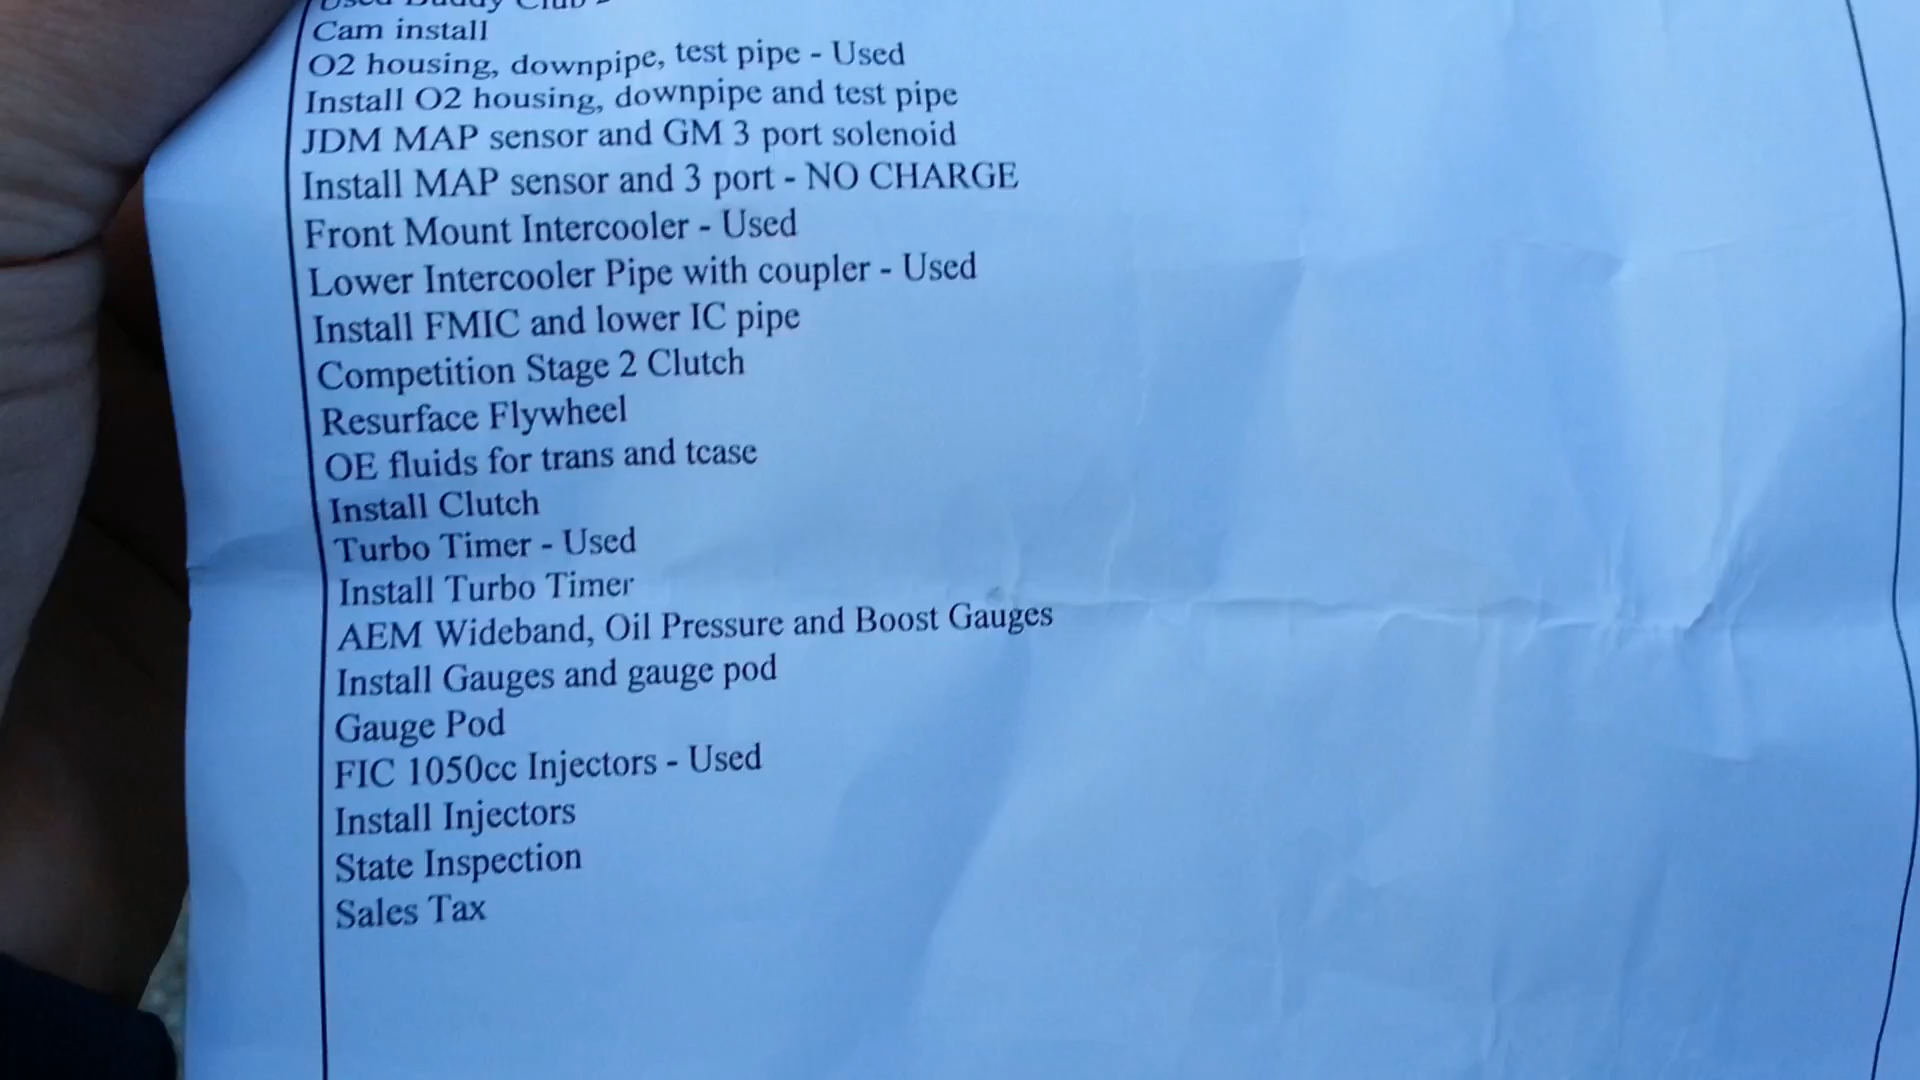 Used Buddy Club -
Cam install
O2 housing, downpipe, test pipe - Used
Install O2 housing, downpipe and test pipe
JDM MAP sensor and GM 3 port solenoid
Install MAP sensor and 3 port - NO CHARGE
Front Mount Intercooler - Used
Lower Intercooler Pipe with coupler - Used
Install FMIC and lower IC pipe
Competition Stage 2 Clutch
Resurface Flywheel
OE fluids for trans and tcase
Install Clutch
Turbo Timer - Used
Install Turbo Timer
AEM Wideband, Oil Pressure and Boost Gauges
Install Gauges and gauge pod
Gauge Pod
FIC 1050cc Injectors - Used
Install Injectors
State Inspection
Sales Tax